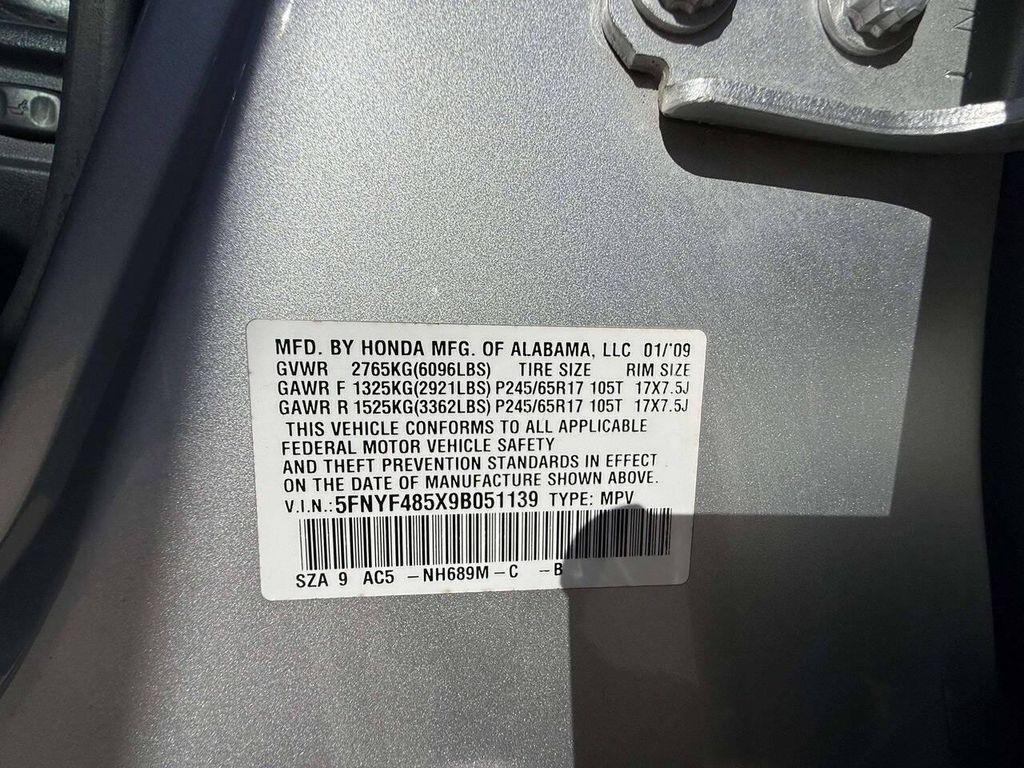 MFD. BY HONDA MFG. OF ALABAMA, LLC 01/'09
GVWR 2765KG(6096LBS) TIRE SIZE RIM SIZE
GAWR F 1325KG(2921LBS) P245/65R17 105T 17X7.5J
GAWR R 1525KG(3362LBS) P245/65R17 105T 17X7.5J
THIS VEHICLE CONFORMS TO ALL APPLICABLE
FEDERAL MOTOR VEHICLE SAFETY
AND THEFT PREVENTION STANDARDS IN EFFECT
ON THE DATE OF MANUFACTURE SHOWN ABOVE.
V.I.N.:5FNYF485X9B051139 TYPE: MPV
SZA 9 AC5 -NH689M-C -B